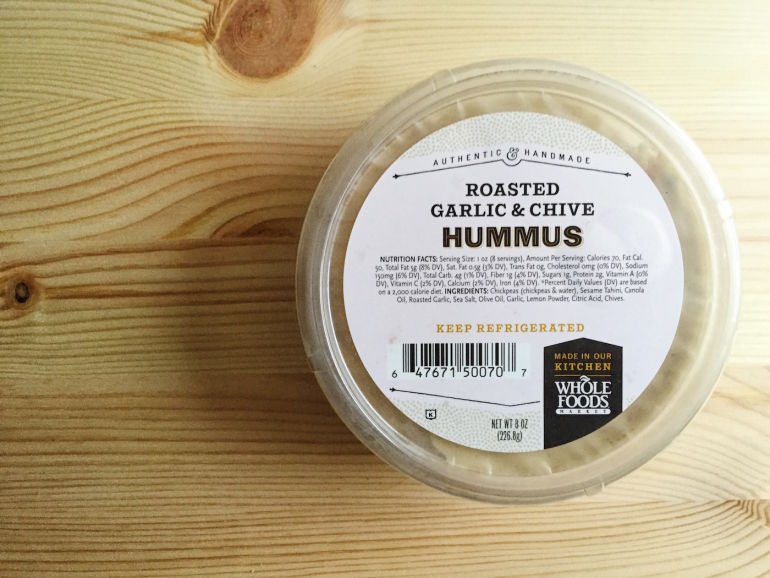 AUTHENTIC & HANDMADE
ROASTED
GARLIC & CHIVE
HUMMUS
NUTRITION FACTS: Serving Size: 1 oz (8 servings), Amount Per Serving: Calories 70, Fat Cal.
50, Total Fat 5g (8% DV), Sat. Fat 0.5g (3% DV), Trans Fat 0g, Cholesterol 0mg (0% DV), Sodium
150mg (6% DV), Total Carb. 4g (1% DV), Fiber 1g (4% DV), Sugars 1g, Protein 2g, Vitamin A (0%
DV), Vitamin C (2% DV), Calcium (2% DV), Iron (4% DV). *Percent Daily Values (DV) are based
on a 2,000 calorie diet. INGREDIENTS: Chickpeas (chickpeas & water), Sesame Tahini, Canola
Oil, Roasted Garlic, Sea Salt, Olive Oil, Garlic, Lemon Powder, Citric Acid, Chives.
KEEP REFRIGERATED
6 47671 50070 7
MADE IN OUR
KITCHEN
WHOLE
FOODS
MARKET
K
NET WT 8 OZ
(226.8g)